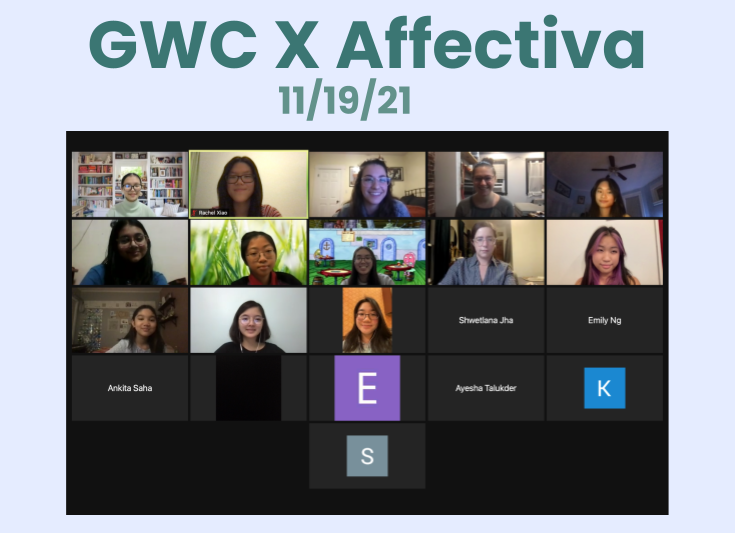 GWC X Affectiva
11/19/21
Rachel Xiao
Shwetlana Jha
Emily Ng
Ankita Saha
E
Ayesha Talukder
K
S